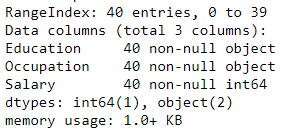 RangeIndex: 40 entries, 0 to 39
Data columns (total 3 columns):
Education     40 non-null object
Occupation    40 non-null object
Salary        40 non-null int64
dtypes: int64(1), object(2)
memory usage: 1.0+ KB